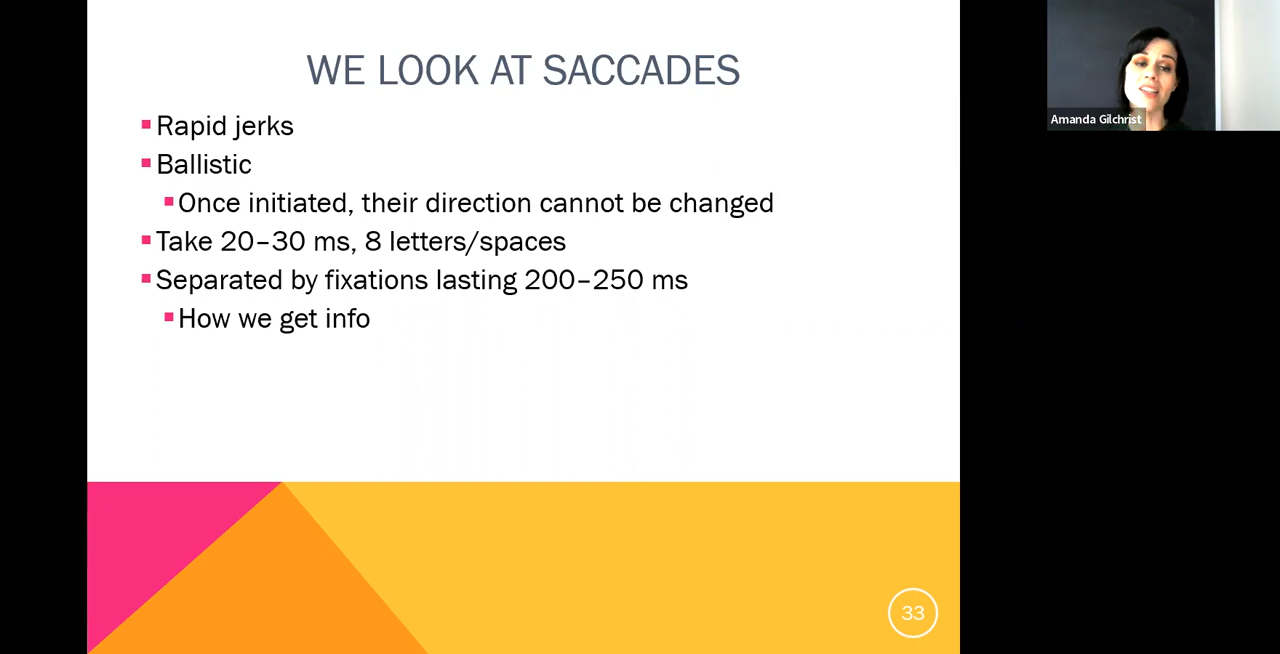 WE LOOK AT SACCADES
Rapid jerks
Ballistic
Once initiated, their direction cannot be changed
Take 20–30 ms, 8 letters/spaces
Separated by fixations lasting 200–250 ms
How we get info
33
Amanda Gilchrist